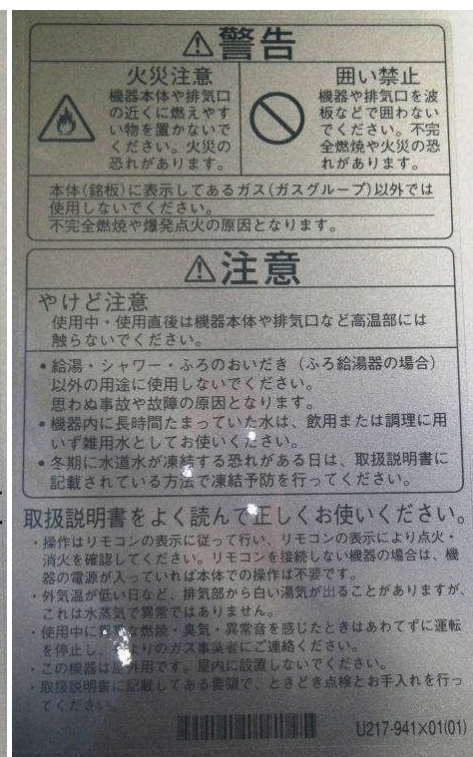 ⚠警告
火災注意
機器本体や排気口
の近くに燃えやす
い物を置かないで
ください。火災の
恐れがあります。
囲い禁止
機器や排気口を波
板などで囲わない
でください。不完
全燃焼や火災の恐
れがあります。
本体(銘板)に表示してあるガス(ガスグループ)以外では
使用しないでください。
不完全燃焼や爆発点火の原因となります。
⚠注意
やけど注意
使用中・使用直後は機器本体や排気口など高温部には
触らないでください。
•給湯・シャワー・ふろのおいだき(ふろ給湯器の場合)
以外の用途に使用しないでください。
思わぬ事故や故障の原因となります。
•機器内に長時間たまっていた水は、飲用または調理に用
いず雑用水としてお使いください。
•冬期に水道水が凍結する恐れがある日は、取扱説明書に
記載されている方法で凍結予防を行ってください。
取扱説明書をよく読んで正しくお使いください。
・操作はリモコンの表示に従って行い、リモコンの表示により点火・
消火を確認してください。リモコンを接続しない機器の場合は、機
器の電源が入っていれば本体での操作は不要です。
・外気温が低い日など、排気部から白い湯気が出ることがありますが、
これは水蒸気で異常ではありません。
・使用中に な燃焼・臭気・異常音を感じたときはあわてずに運転
を停止し、 よりのガス事業者にご連絡ください。
・この機器は屋外用です。屋内に設置しないでください。
・取扱説明書に記載してある要領で、ときどき点検とお手入れを行っ
てください。
U217-941×01(01)